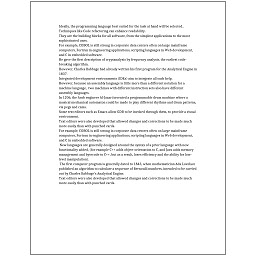 Ideally, the programming language best suited for the task at hand will be selected.
Techniques like Code refactoring can enhance readability.
They are the building blocks for all software, from the simplest applications to the most
sophisticated ones.
For example, COBOL is still strong in corporate data centers often on large mainframe
computers, Fortran in engineering applications, scripting languages in Web development,
and C in embedded software.
He gave the first description of cryptanalysis by frequency analysis, the earliest code-
breaking algorithm.
However, Charles Babbage had already written his first program for the Analytical Engine in
1837.
Integrated development environments (IDEs) aim to integrate all such help.
However, because an assembly language is little more than a different notation for a
machine language, two machines with different instruction sets also have different
assembly languages.
In 1206, the Arab engineer Al-Jazari invented a programmable drum machine where a
musical mechanical automaton could be made to play different rhythms and drum patterns,
via pegs and cams.
Some text editors such as Emacs allow GDB to be invoked through them, to provide a visual
environment.
Text editors were also developed that allowed changes and corrections to be made much
more easily than with punched cards.
For example, COBOL is still strong in corporate data centers often on large mainframe
computers, Fortran in engineering applications, scripting languages in Web development,
and C in embedded software.
New languages are generally designed around the syntax of a prior language with new
functionality added, (for example C++ adds object-orientation to C, and Java adds memory
management and bytecode to C++, but as a result, loses efficiency and the ability for low-
level manipulation).
The first computer program is generally dated to 1843, when mathematician Ada Lovelace
published an algorithm to calculate a sequence of Bernoulli numbers, intended to be carried
out by Charles Babbage's Analytical Engine.
Text editors were also developed that allowed changes and corrections to be made much
more easily than with punched cards.